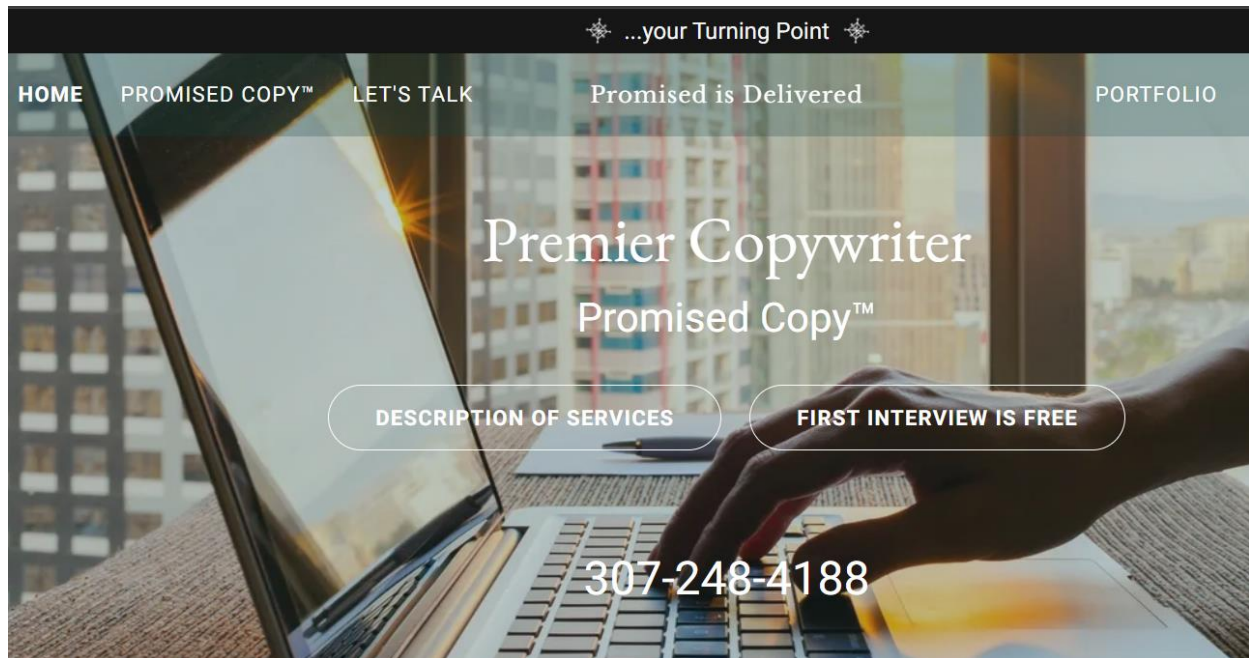 ...your Turning Point
HOME PROMISED COPY™ LET'S TALK Promised is Delivered PORTFOLIO
Premier Copywriter
Promised Copy™
DESCRIPTION OF SERVICES FIRST INTERVIEW IS FREE
307-248-4188